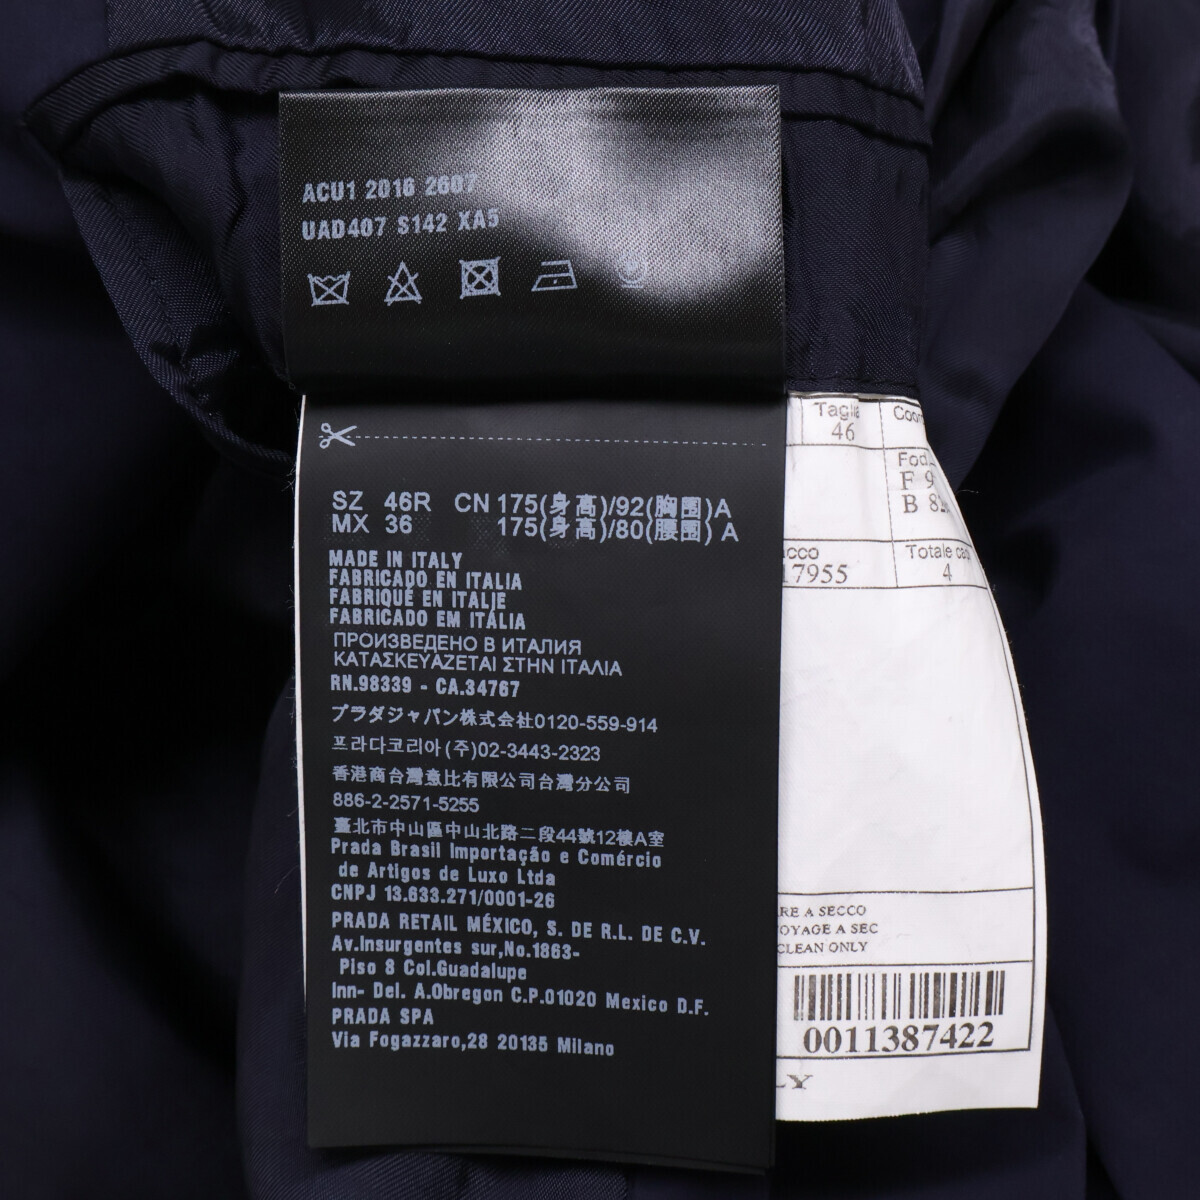 ACU1 2016 2607
UAD407 S142 XA5
SZ 46R CN 175(身高)/92(胸围)A
MX 36 175(身高)/80(腰围) A
MADE IN ITALY
FABRICADO EN ITALIA
FABRIQUÉ EN ITALIE
FABRICADO EM ITÁLIA
ПРОИЗВЕДЕНО В ИТАЛИЯ
ΚΑΤΑΣΚΕΥΑΖΕΤΑΙ ΣΤΗΝ ΙΤΑΛΙΑ
RN.98339 - CA.34767
プラダジャパン株式会社0120-559-914
프라다코리아(주)02-3443-2323
香港商台灣意比有限公司台灣分公司
886-2-2571-5255
臺北市中山區中山北路二段44號12樓A室
Prada Brasil Importação e Comércio
de Artigos de Luxo Ltda
CNPJ 13.633.271/0001-26
PRADA RETAIL MÉXICO, S. DE R.L. DE C.V.
Av.Insurgentes sur,No.1863-
Piso 8 Col.Guadalupe
Inn- Del. A.Obregon C.P.01020 Mexico D.F.
PRADA SPA
Via Fogazzaro,28 20135 Milano
Taglia
46
F 9
B
Totale
17955 4
A SECCO
A SEC
CLEAN ONLY
0011387422